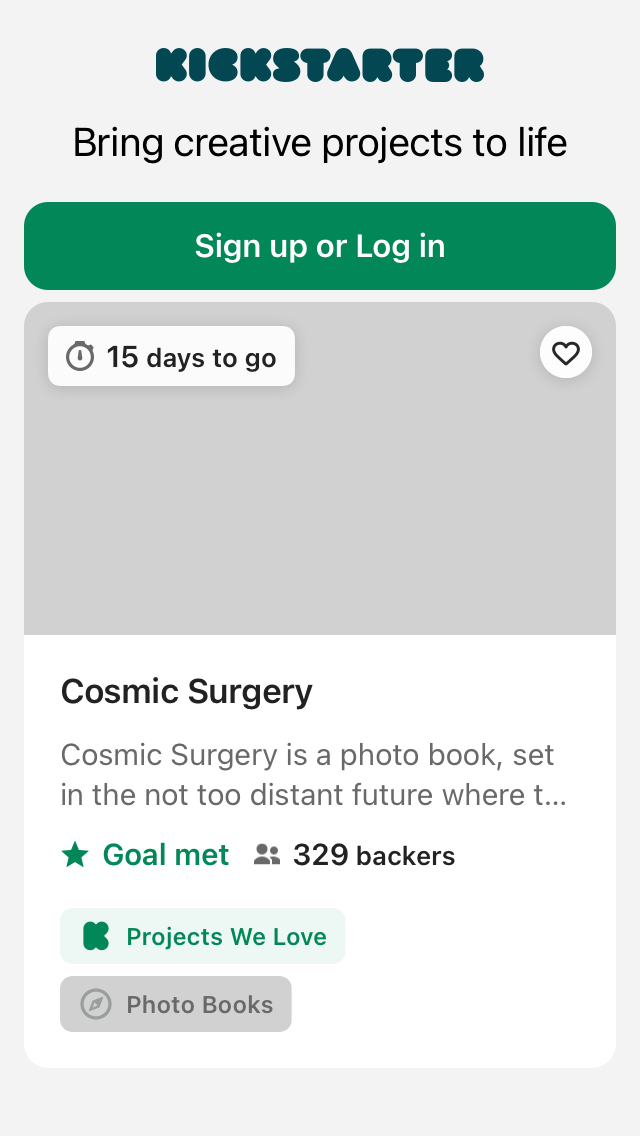 KICKSTARTER
Bring creative projects to life
Sign up or Log in
15 days to go
Cosmic Surgery
Cosmic Surgery is a photo book, set
in the not too distant future where t...
Goal met 329 backers
Projects We Love
Photo Books